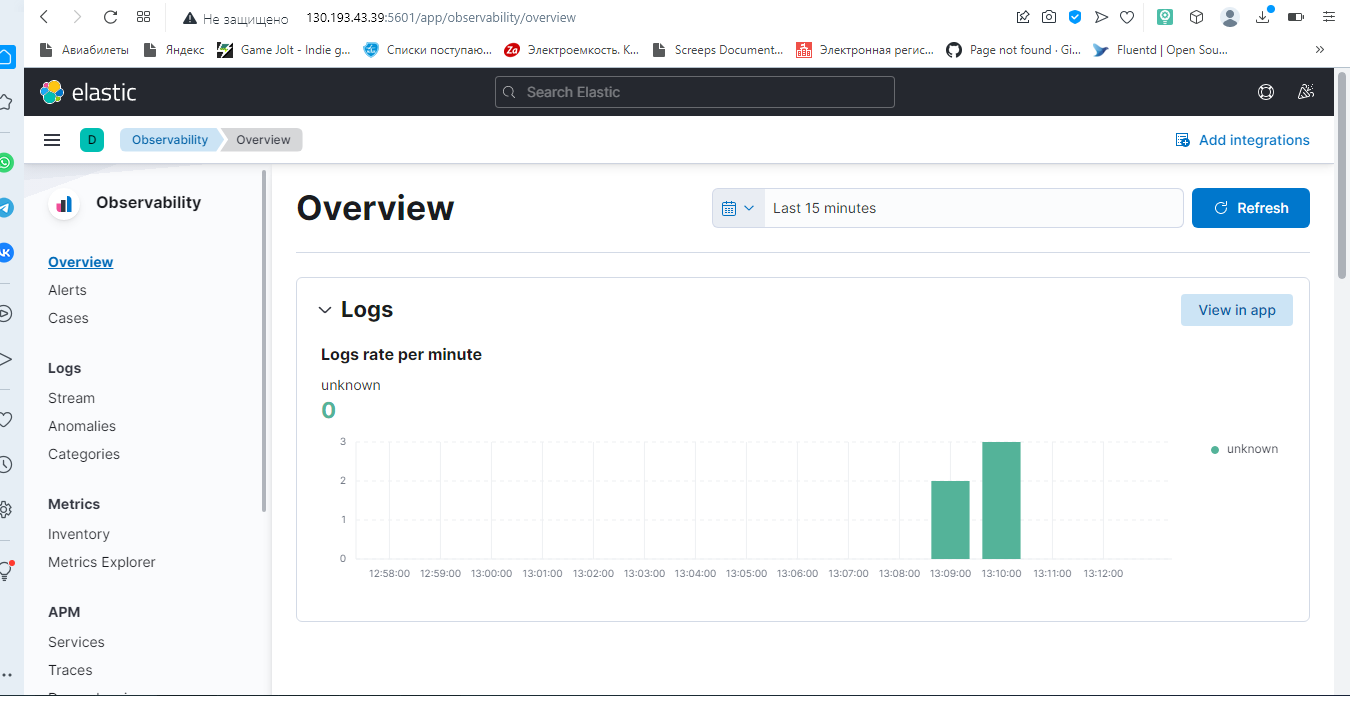 Не защищено 130.193.43.39:5601/app/observability/overview
Авиабилеты Яндекс Game Jolt - Indie g... Списки поступаю... Электроемкость. К... Screeps Document... Электронная регис... Page not found · Gi... Fluentd | Open Sou... »
elastic Search Elastic
D Observability Overview Add integrations
Observability
Overview
Alerts
Cases
Logs
Stream
Anomalies
Categories
Metrics
Inventory
Metrics Explorer
APM
Services
Traces
Overview Last 15 minutes Refresh
Logs View in app
Logs rate per minute
unknown
0
3
2
1
0
12:58:00 12:59:00 13:00:00 13:01:00 13:02:00 13:03:00 13:04:00 13:05:00 13:06:00 13:07:00 13:08:00 13:09:00 13:10:00 13:11:00 13:12:00
unknown